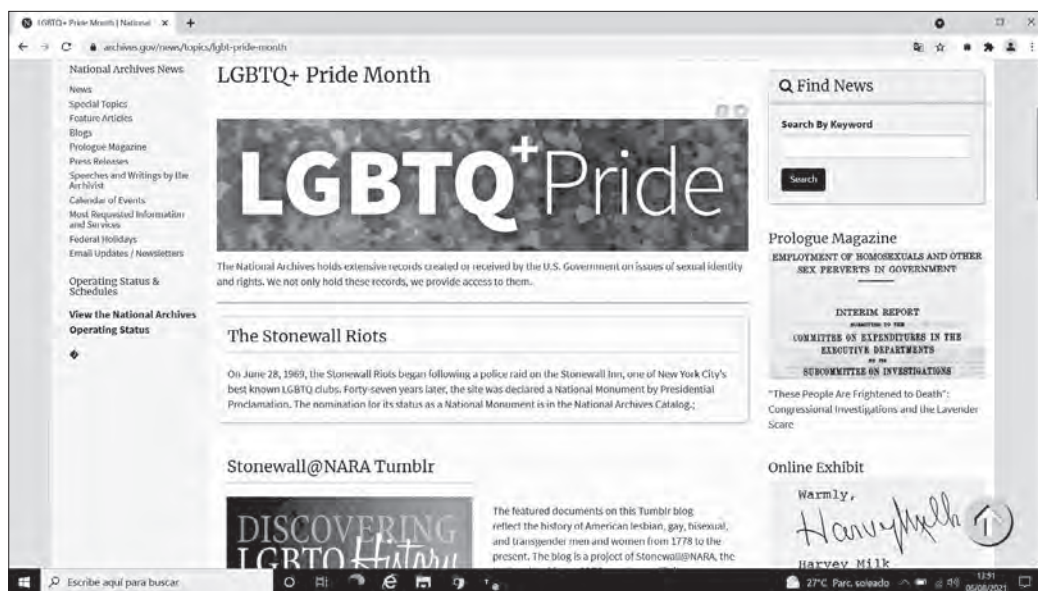 LGBTQ+ Pride Month | National
archives.gov/news/topics/lgbt-pride-month
National Archives News
News
Special Topics
Feature Articles
Blogs
Prologue Magazine
Press Releases
Speeches and Writings by the
Archivist
Calendar of Events
Most Requested Information
and Services
Federal Holidays
Email Updates / Newsletters
Operating Status &
Schedules
View the National Archives
Operating Status
LGBTQ+ Pride Month
LGBTQ+ Pride
The National Archives holds extensive records created or received by the U.S. Government on issues of sexual identity
and rights. We not only hold these records, we provide access to them.
The Stonewall Riots
On June 28, 1969, the Stonewall Riots began following a police raid on the Stonewall Inn, one of New York City's
best known LGBTQ clubs. Forty-seven years later, the site was declared a National Monument by Presidential
Proclamation. The nomination for its status as a National Monument is in the National Archives Catalog.;
Stonewall@NARA Tumblr
DISCOVERING
LGBTQ History
The featured documents on this Tumblr blog
reflect the history of American lesbian, gay, bisexual,
and transgender men and women from 1778 to the
present. The blog is a project of Stonewall@NARA, the
Find News
Search By Keyword
Search
Prologue Magazine
EMPLOYMENT OF HOMOSEXUALS AND OTHER
SEX PERVERTS IN GOVERNMENT
INTERIM REPORT
SUBMITTED TO THE
COMMITTEE ON EXPENDITURES IN THE
EXECUTIVE DEPARTMENTS
BY ITS
SUBCOMMITTEE ON INVESTIGATIONS
"These People Are Frightened to Death":
Congressional Investigations and the Lavender
Scare
Online Exhibit
Warmly,
Harvey Milk
Harvey Milk
Escribe aquí para buscar
27°C Parc. soleado
13:51
06/08/2021